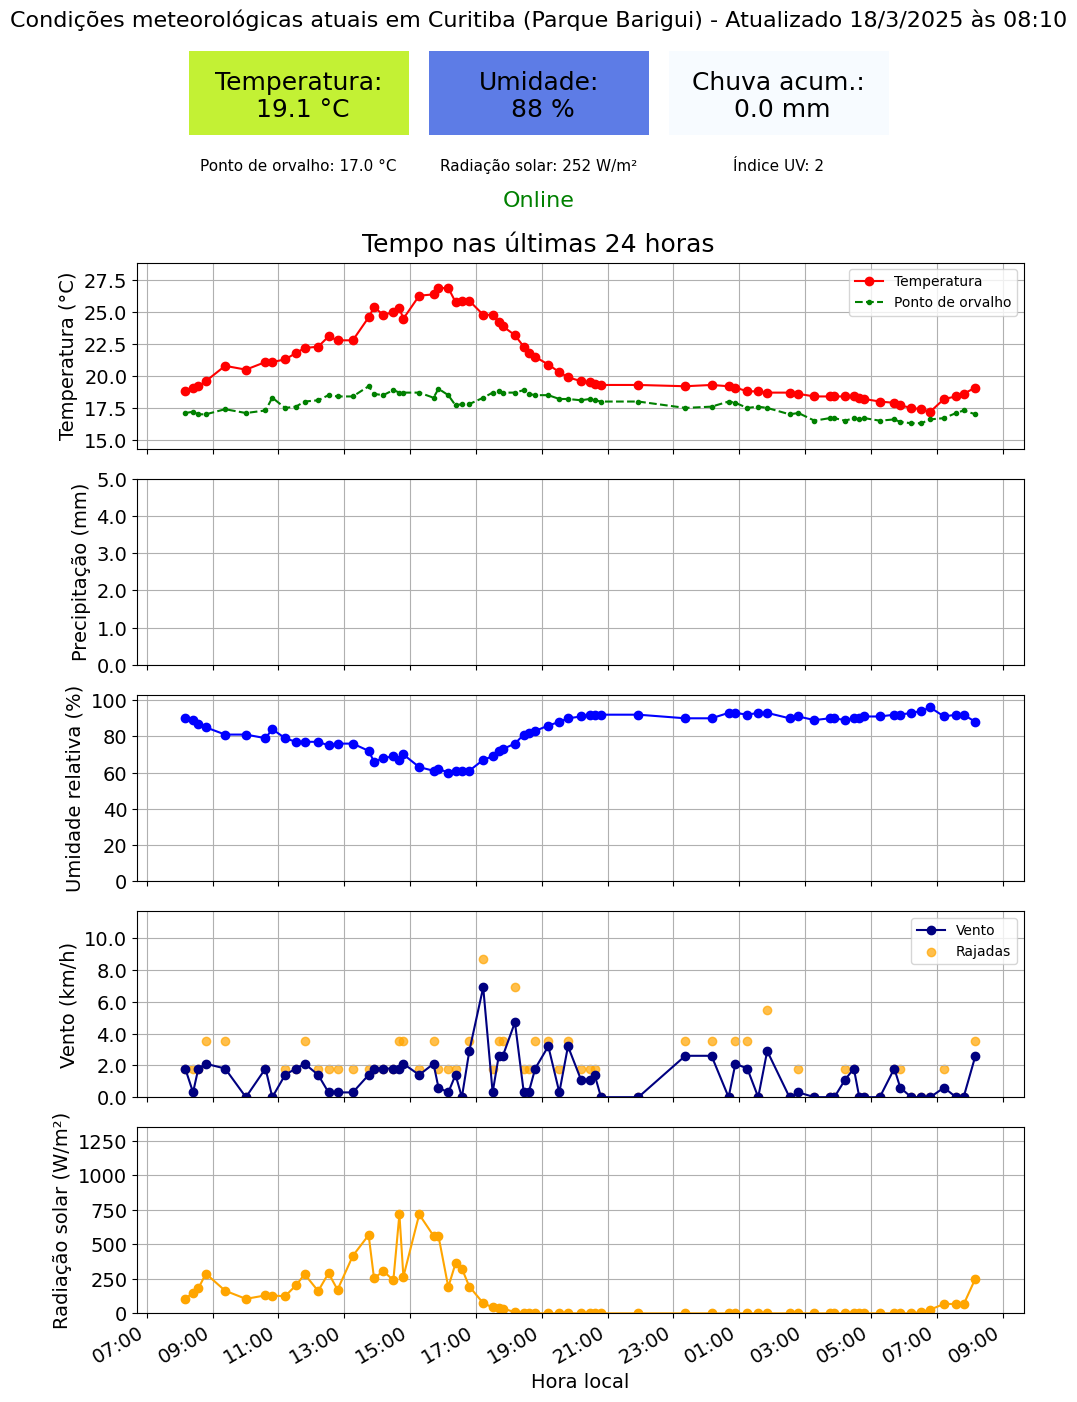 Condições meteorológicas atuais em Curitiba (Parque Barigui) - Atualizado 18/3/2025 às 08:10
Temperatura:
19.1 °C
Umidade:
88 %
Chuva acum.:
0.0 mm
Ponto de orvalho: 17.0 °C
Radiação solar: 252 W/m²
Índice UV: 2
Online
Tempo nas últimas 24 horas
Temperatura (°C)
27.5
25.0
22.5
20.0
17.5
15.0
Temperatura
Ponto de orvalho
Precipitação (mm)
5.0
4.0
3.0
2.0
1.0
0.0
Umidade relativa (%)
100
80
60
40
20
0
Vento (km/h)
10.0
8.0
6.0
4.0
2.0
0.0
Vento
Rajadas
Radiação solar (W/m²)
1250
1000
750
500
250
0
07:00
09:00
11:00
13:00
15:00
17:00
19:00
21:00
23:00
01:00
03:00
05:00
07:00
09:00
Hora local